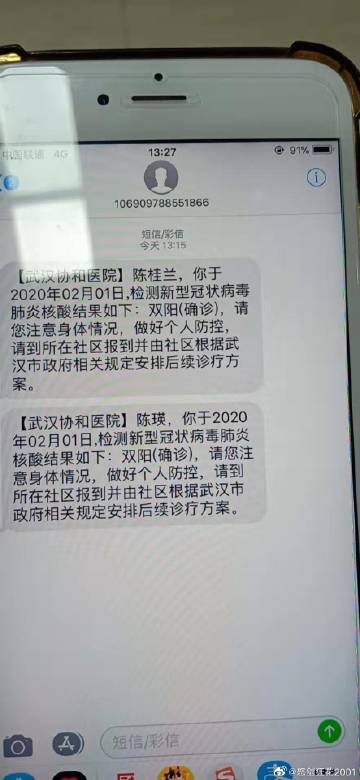 中国联通 4G
13:27
91%
2
106909788551866
短信/彩信
今天 13:15
【武汉协和医院】陈桂兰，你于
2020年02月01日,检测新型冠状病毒
肺炎核酸结果如下：双阳(确诊)，请
您注意身体情况，做好个人防控，
请到所在社区报到并由社区根据武
汉市政府相关规定安排后续诊疗方
案。
【武汉协和医院】陈瑛，你于2020
年02月01日,检测新型冠状病毒肺炎
核酸结果如下：双阳(确诊)，请您注
意身体情况，做好个人防控，请到
所在社区报到并由社区根据武汉市
政府相关规定安排后续诊疗方案。
短信/彩信